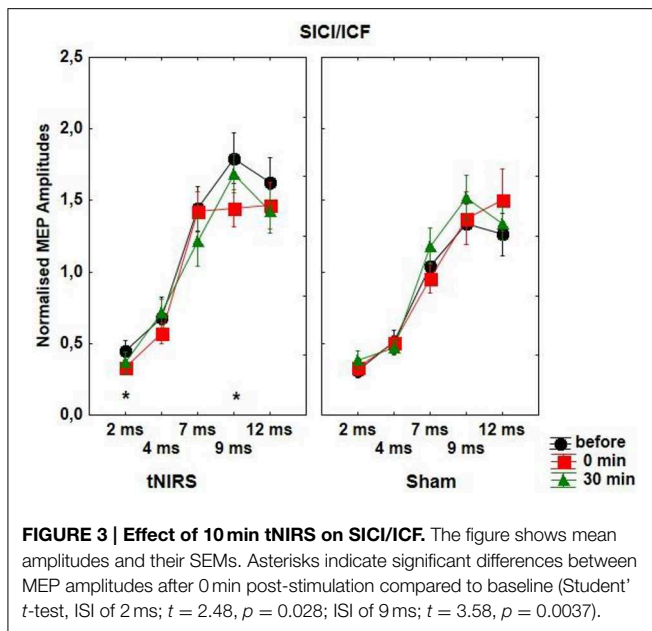 SICI/ICF
2,5
2,0
1,5
1,0
0,5
0,0
Normalised MEP Amplitudes
* *
2 ms 7 ms 12 ms
4 ms 9 ms
tNIRS
2 ms 7 ms 12 ms
4 ms 9 ms
Sham
before
0 min
30 min
FIGURE 3 | Effect of 10 min tNIRS on SICI/ICF. The figure shows mean
amplitudes and their SEMs. Asterisks indicate significant differences between
MEP amplitudes after 0 min post-stimulation compared to baseline (Student'
t-test, ISI of 2 ms; t = 2.48, p = 0.028; ISI of 9 ms; t = 3.58, p = 0.0037).